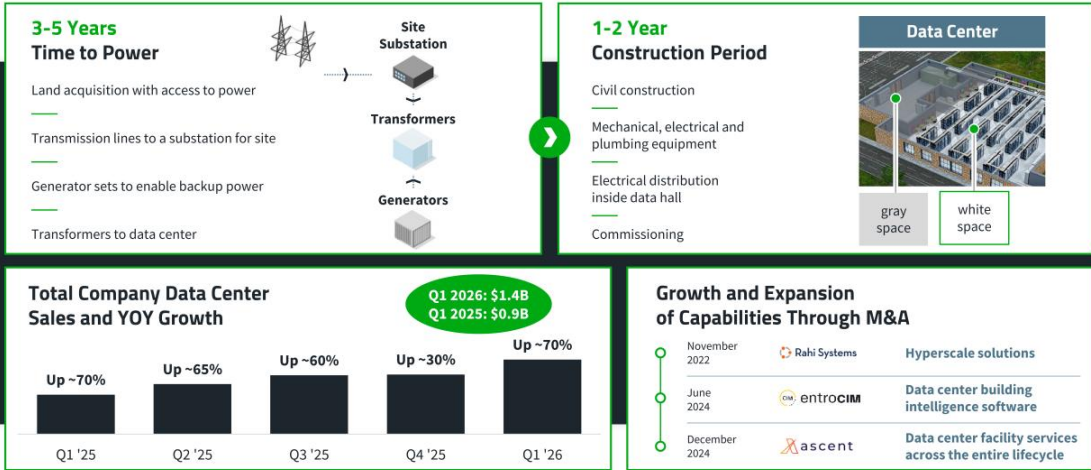 3-5 Years
Time to Power
Land acquisition with access to power
Transmission lines to a substation for site
Generator sets to enable backup power
Transformers to data center
Site
Substation
Transformers
Generators
1-2 Year
Construction Period
Civil construction
Mechanical, electrical and
plumbing equipment
Electrical distribution
inside data hall
Commissioning
Data Center
gray
space
white
space
Total Company Data Center
Sales and YOY Growth
Q1 2026: $1.4B
Q1 2025: $0.9B
Up ~70%
Up ~65%
Up ~60%
Up ~30%
Up ~70%
Q1 '25
Q2 '25
Q3 '25
Q4 '25
Q1 '26
Growth and Expansion
of Capabilities Through M&A
November
2022
Rahi Systems
Hyperscale solutions
June
2024
CIM entroCIM
Data center building
intelligence software
December
2024
ascent
Data center facility services
across the entire lifecycle